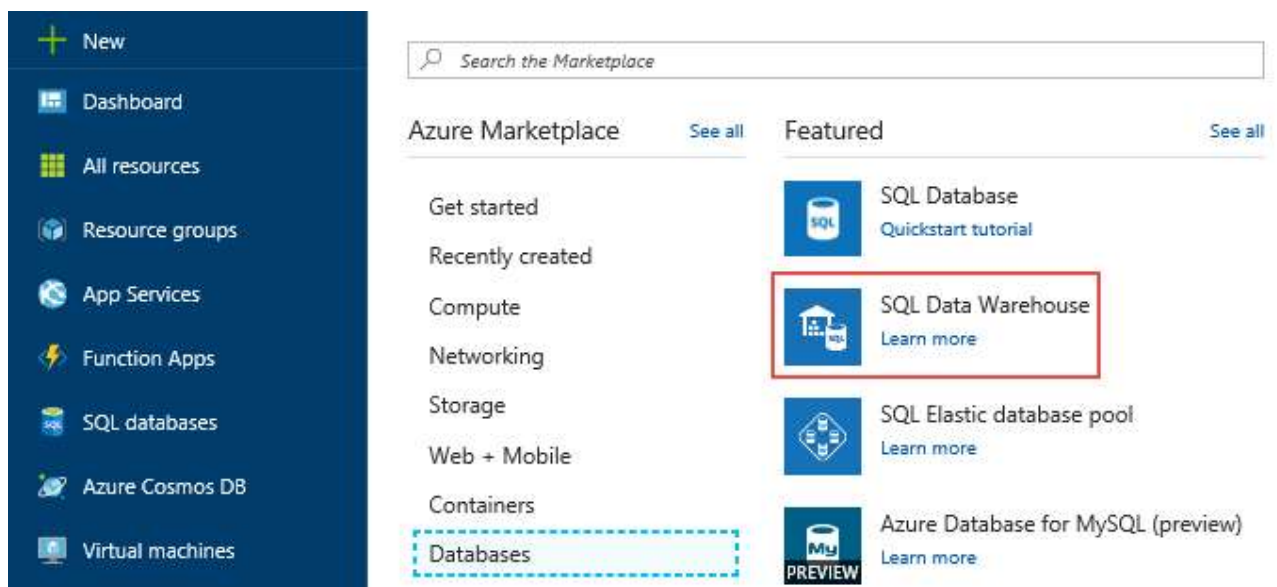 New
Dashboard
All resources
Resource groups
App Services
Function Apps
SQL databases
Azure Cosmos DB
Virtual machines
Search the Marketplace
Azure Marketplace
See all
Get started
Recently created
Compute
Networking
Storage
Web + Mobile
Containers
Databases
Featured
See all
SQL
SQL Database
Quickstart tutorial
SQL
SQL Data Warehouse
Learn more
SQL Elastic database pool
Learn more
My
PREVIEW
Azure Database for MySQL (preview)
Learn more